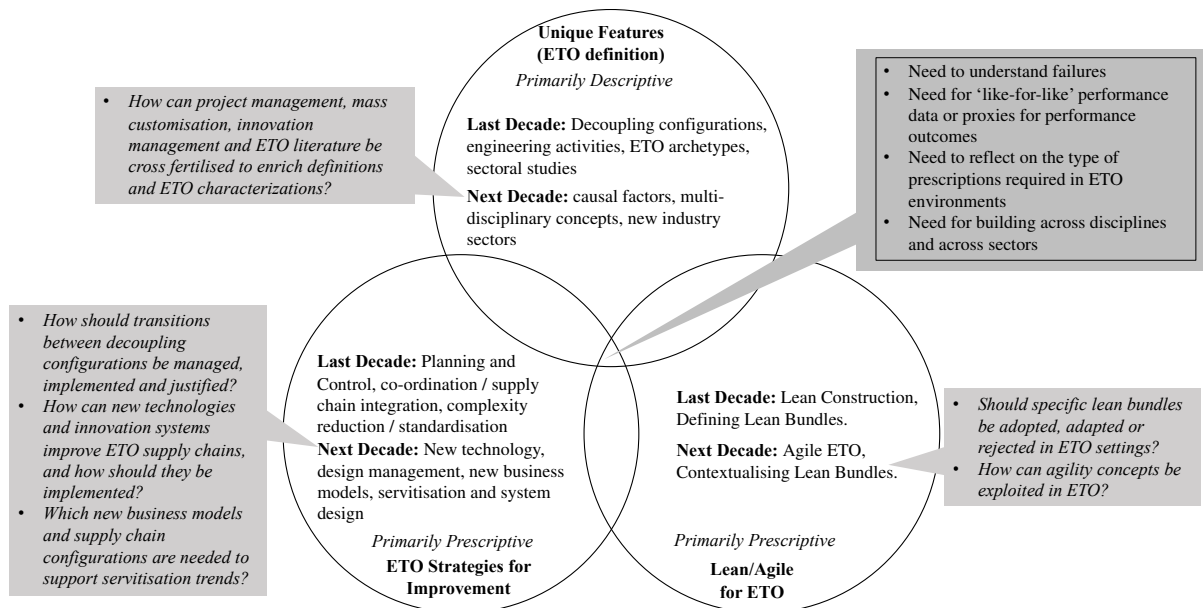 Unique Features
(ETO definition)
Primarily Descriptive
Last Decade: Decoupling configurations,
engineering activities, ETO archetypes,
sectoral studies
Next Decade: causal factors, multi-
disciplinary concepts, new industry
sectors
• How can project management, mass
customisation, innovation
management and ETO literature be
cross fertilised to enrich definitions
and ETO characterizations?
• Need to understand failures
• Need for ‘like-for-like’ performance
data or proxies for performance
outcomes
• Need to reflect on the type of
prescriptions required in ETO
environments
• Need for building across disciplines
and across sectors
• How should transitions
between decoupling
configurations be managed,
implemented and justified?
• How can new technologies
and innovation systems
improve ETO supply chains,
and how should they be
implemented?
• Which new business models
and supply chain
configurations are needed to
support servitisation trends?
Last Decade: Planning and
Control, co-ordination / supply
chain integration, complexity
reduction / standardisation
Next Decade: New technology,
design management, new business
models, servitisation and system
design
Primarily Prescriptive
ETO Strategies for
Improvement
Last Decade: Lean Construction,
Defining Lean Bundles.
Next Decade: Agile ETO,
Contextualising Lean Bundles.
Primarily Prescriptive
Lean/Agile
for ETO
• Should specific lean bundles
be adopted, adapted or
rejected in ETO settings?
• How can agility concepts be
exploited in ETO?